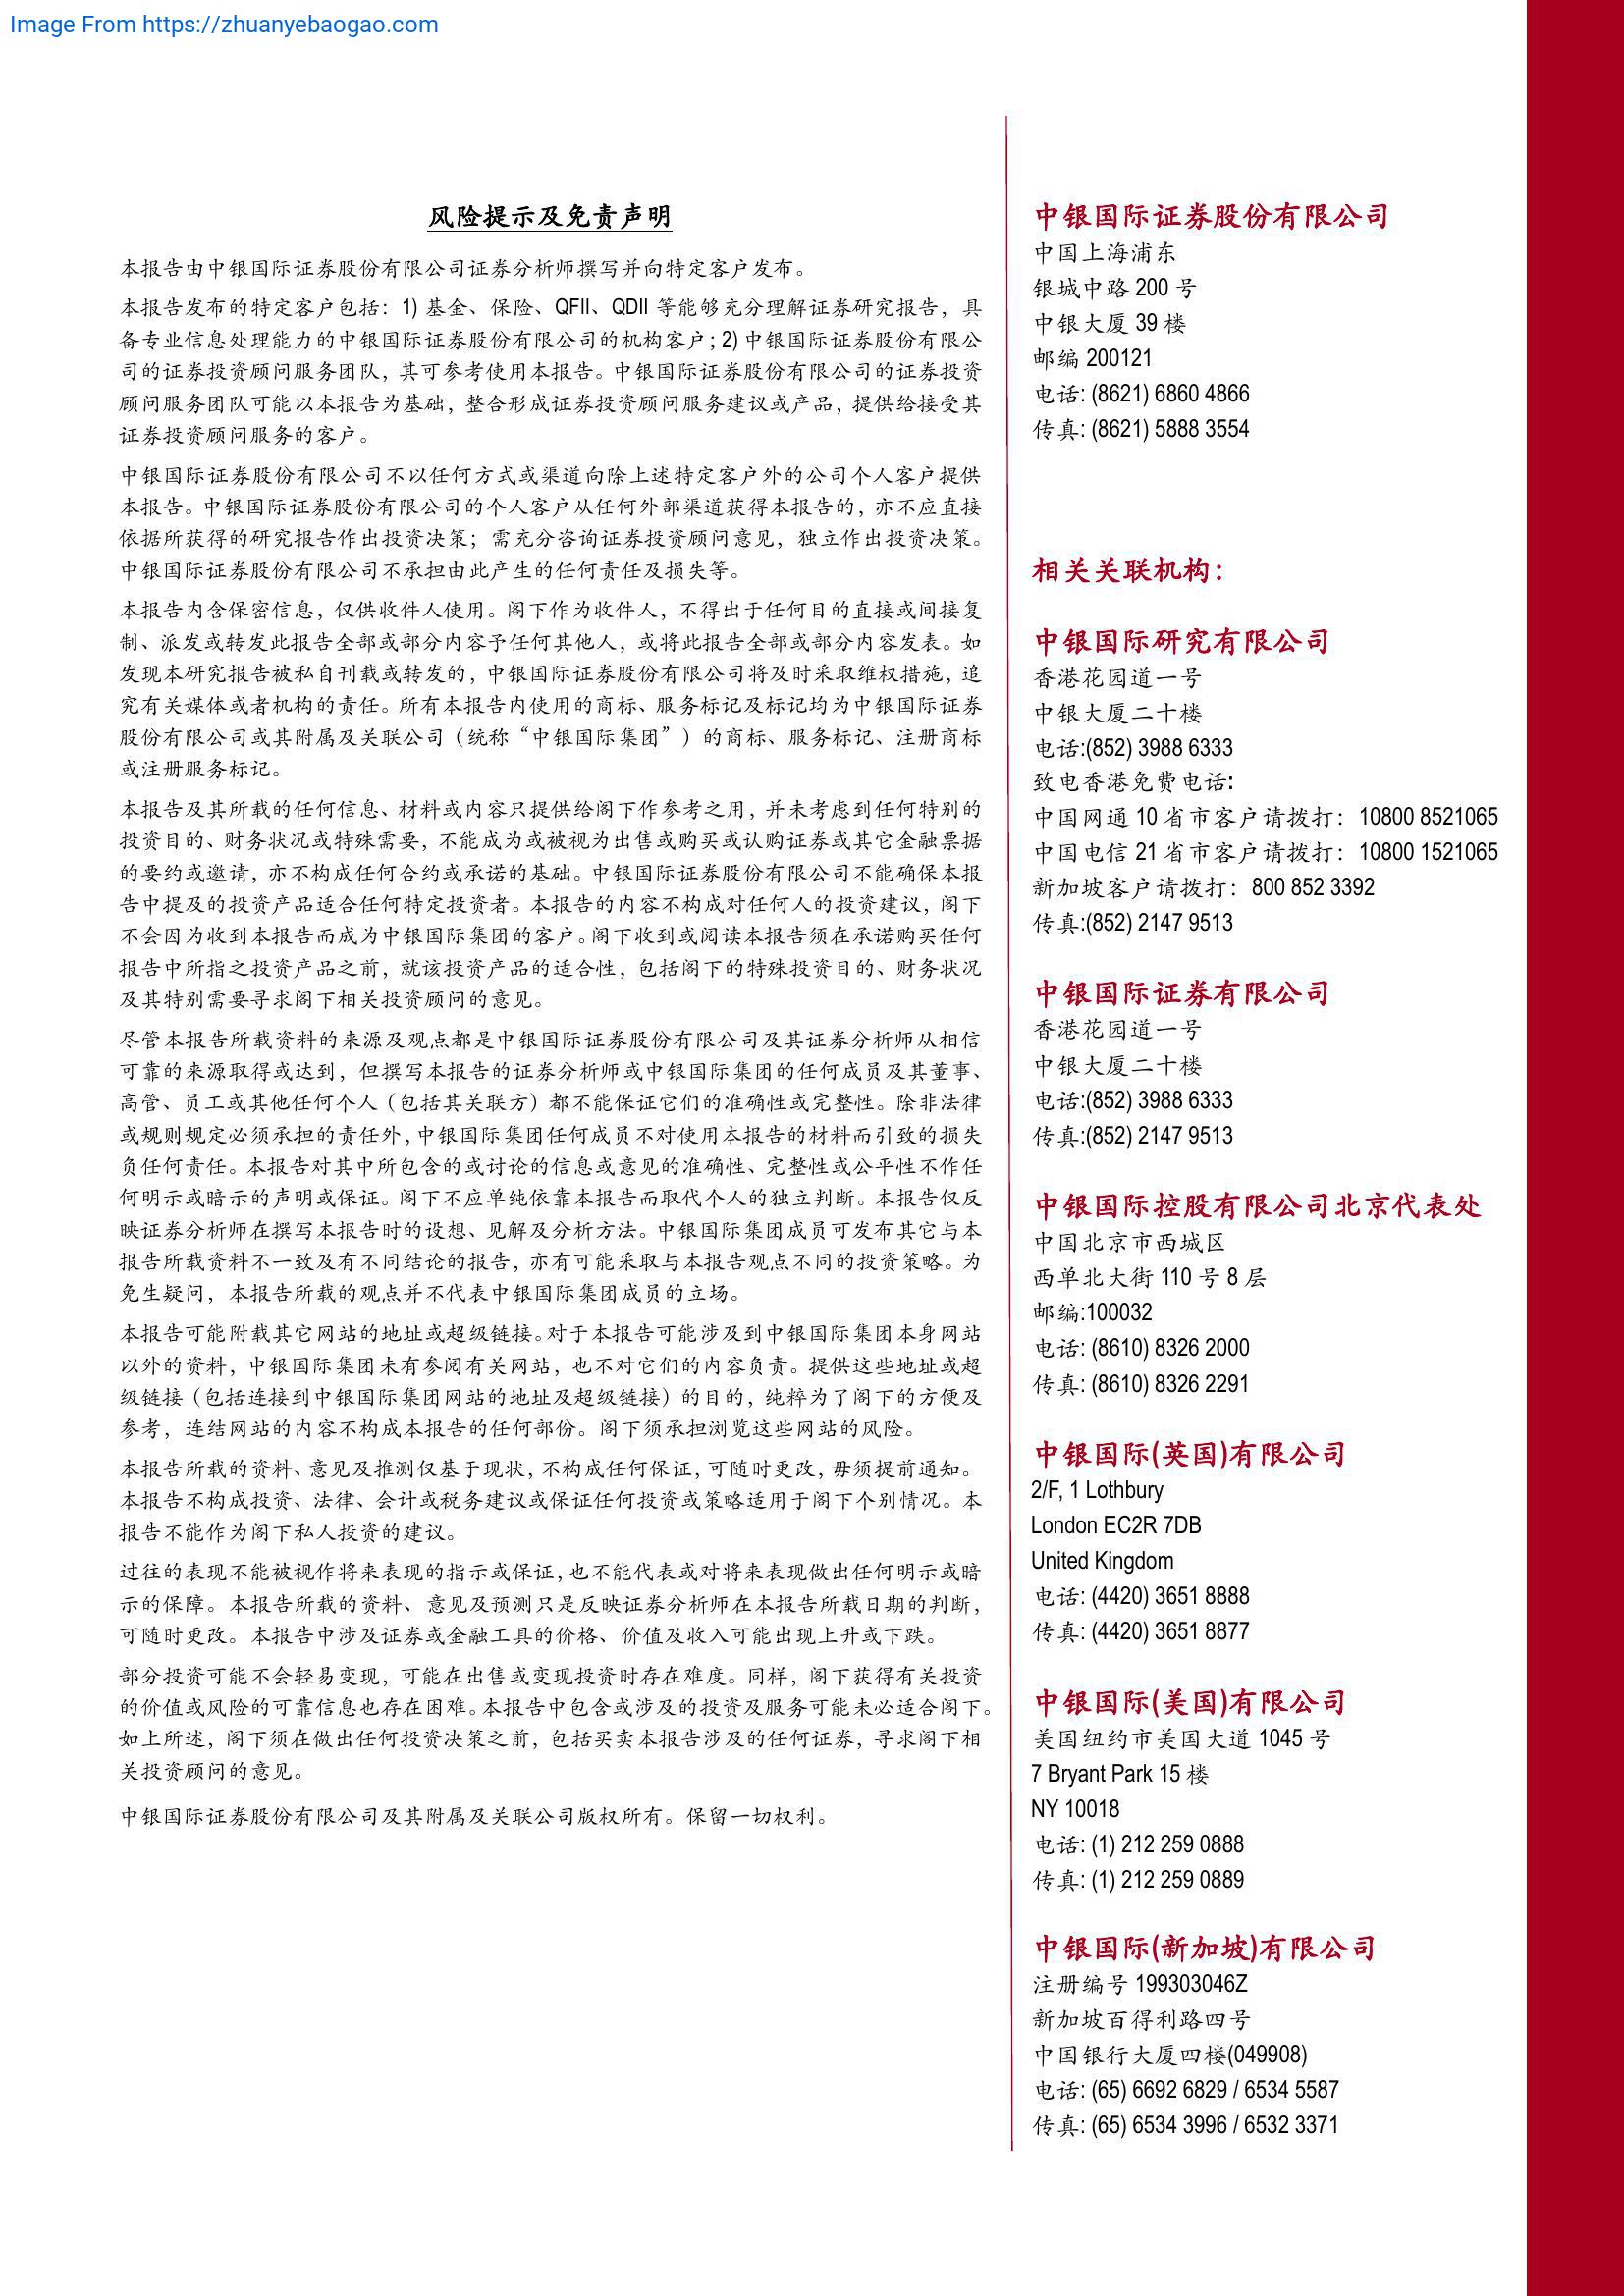 Image From https://zhuanyebaogao.com
风险提示及免责声明
本报告由中银国际证券股份有限公司证券分析师撰写并向特定客户发布。
本报告发布的特定客户包括：1) 基金、保险、QFII、QDII 等能够充分理解证券研究报告，具
备专业信息处理能力的中银国际证券股份有限公司的机构客户；2) 中银国际证券股份有限公
司的证券投资顾问服务团队，其可参考使用本报告。中银国际证券股份有限公司的证券投资
顾问服务团队可能以本报告为基础，整合形成证券投资顾问服务建议或产品，提供给接受其
证券投资顾问服务的客户。
中银国际证券股份有限公司不以任何方式或渠道向除上述特定客户外的公司个人客户提供
本报告。中银国际证券股份有限公司的个人客户从任何外部渠道获得本报告的，亦不应直接
依据所获得的研究报告作出投资决策；需充分咨询证券投资顾问意见，独立作出投资决策。
中银国际证券股份有限公司不承担由此产生的任何责任及损失等。
本报告内含保密信息，仅供收件人使用。阁下作为收件人，不得出于任何目的直接或间接复
制、派发或转发此报告全部或部分内容予任何其他人，或将此报告全部或部分内容发表。如
发现本研究报告被私自刊载或转发的，中银国际证券股份有限公司将及时采取维权措施，追
究有关媒体或者机构的责任。所有本报告内使用的商标、服务标记及标记均为中银国际证券
股份有限公司或其附属及关联公司（统称“中银国际集团”）的商标、服务标记、注册商标
或注册服务标记。
本报告及其所载的任何信息、材料或内容只提供给阁下作参考之用，并未考虑到任何特别的
投资目的、财务状况或特殊需要，不能成为或被视为出售或购买或认购证券或其它金融票据
的要约或邀请，亦不构成任何合约或承诺的基础。中银国际证券股份有限公司不能确保本报
告中提及的投资产品适合任何特定投资者。本报告的内容不构成对任何人的投资建议，阁下
不会因为收到本报告而成为中银国际集团的客户。阁下收到或阅读本报告须在承诺购买任何
报告中所指之投资产品之前，就该投资产品的适合性，包括阁下的特殊投资目的、财务状况
及其特别需要寻求阁下相关投资顾问的意见。
尽管本报告所载资料的来源及观点都是中银国际证券股份有限公司及其证券分析师从相信
可靠的来源取得或达到，但撰写本报告的证券分析师或中银国际集团的任何成员及其董事、
高管、员工或其他任何个人（包括其关联方）都不能保证它们的准确性或完整性。除非法律
或规则规定必须承担的责任外，中银国际集团任何成员不对使用本报告的材料而引致的损失
负任何责任。本报告对其中所包含的或讨论的信息或意见的准确性、完整性或公平性不作任
何明示或暗示的声明或保证。阁下不应单纯依靠本报告而取代个人的独立判断。本报告仅反
映证券分析师在撰写本报告时的设想、见解及分析方法。中银国际集团成员可发布其它与本
报告所载资料不一致及有不同结论的报告，亦有可能采取与本报告观点不同的投资策略。为
免生疑问，本报告所载的观点并不代表中银国际集团成员的立场。
本报告可能附载其它网站的地址或超级链接。对于本报告可能涉及到中银国际集团本身网站
以外的资料，中银国际集团未有参阅有关网站，也不对它们的内容负责。提供这些地址或超
级链接（包括连接到中银国际集团网站的地址及超级链接）的目的，纯粹为了阁下的方便及
参考，连结网站的内容不构成本报告的任何部份。阁下须承担浏览这些网站的风险。
本报告所载的资料、意见及推测仅基于现状，不构成任何保证，可随时更改，毋须提前通知。
本报告不构成投资、法律、会计或税务建议或保证任何投资或策略适用于阁下个别情况。本
报告不能作为阁下私人投资的建议。
过往的表现不能被视作将来表现的指示或保证，也不能代表或对将来表现做出任何明示或暗
示的保障。本报告所载的资料、意见及预测只是反映证券分析师在本报告所载日期的判断，
可随时更改。本报告中涉及证券或金融工具的价格、价值及收入可能出现上升或下跌。
部分投资可能不会轻易变现，可能在出售或变现投资时存在难度。同样，阁下获得有关投资
的价值或风险的可靠信息也存在困难。本报告中包含或涉及的投资及服务可能未必适合阁下。
如上所述，阁下须在做出任何投资决策之前，包括买卖本报告涉及的任何证券，寻求阁下相
关投资顾问的意见。
中银国际证券股份有限公司及其附属及关联公司版权所有。保留一切权利。
中银国际证券股份有限公司
中国上海浦东
银城中路 200 号
中银大厦 39 楼
邮编 200121
电话: (8621) 6860 4866
传真: (8621) 5888 3554
相关关联机构：
中银国际研究有限公司
香港花园道一号
中银大厦二十楼
电话:(852) 3988 6333
致电香港免费电话:
中国网通 10 省市客户请拨打：10800 8521065
中国电信 21 省市客户请拨打：10800 1521065
新加坡客户请拨打：800 852 3392
传真:(852) 2147 9513
中银国际证券有限公司
香港花园道一号
中银大厦二十楼
电话:(852) 3988 6333
传真:(852) 2147 9513
中银国际控股有限公司北京代表处
中国北京市西城区
西单北大街 110 号 8 层
邮编:100032
电话: (8610) 8326 2000
传真: (8610) 8326 2291
中银国际(英国)有限公司
2/F, 1 Lothbury
London EC2R 7DB
United Kingdom
电话: (4420) 3651 8888
传真: (4420) 3651 8877
中银国际(美国)有限公司
美国纽约市美国大道 1045 号
7 Bryant Park 15 楼
NY 10018
电话: (1) 212 259 0888
传真: (1) 212 259 0889
中银国际(新加坡)有限公司
注册编号 199303046Z
新加坡百得利路四号
中国银行大厦四楼(049908)
电话: (65) 6692 6829 / 6534 5587
传真: (65) 6534 3996 / 6532 3371